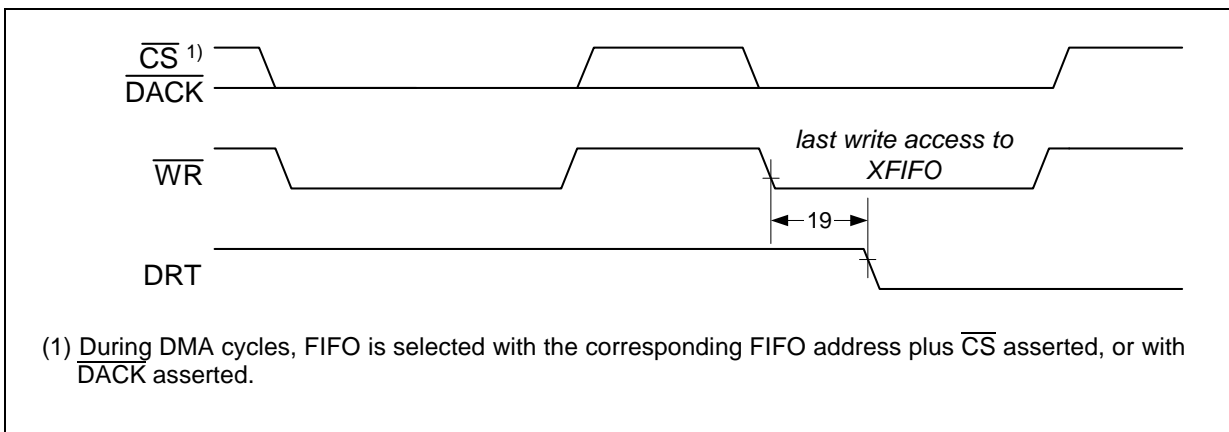 CS 1)
DACK
last write access to
XFIFO
WR
19
DRT
(1) During DMA cycles, FIFO is selected with the corresponding FIFO address plus CS asserted, or with
DACK asserted.